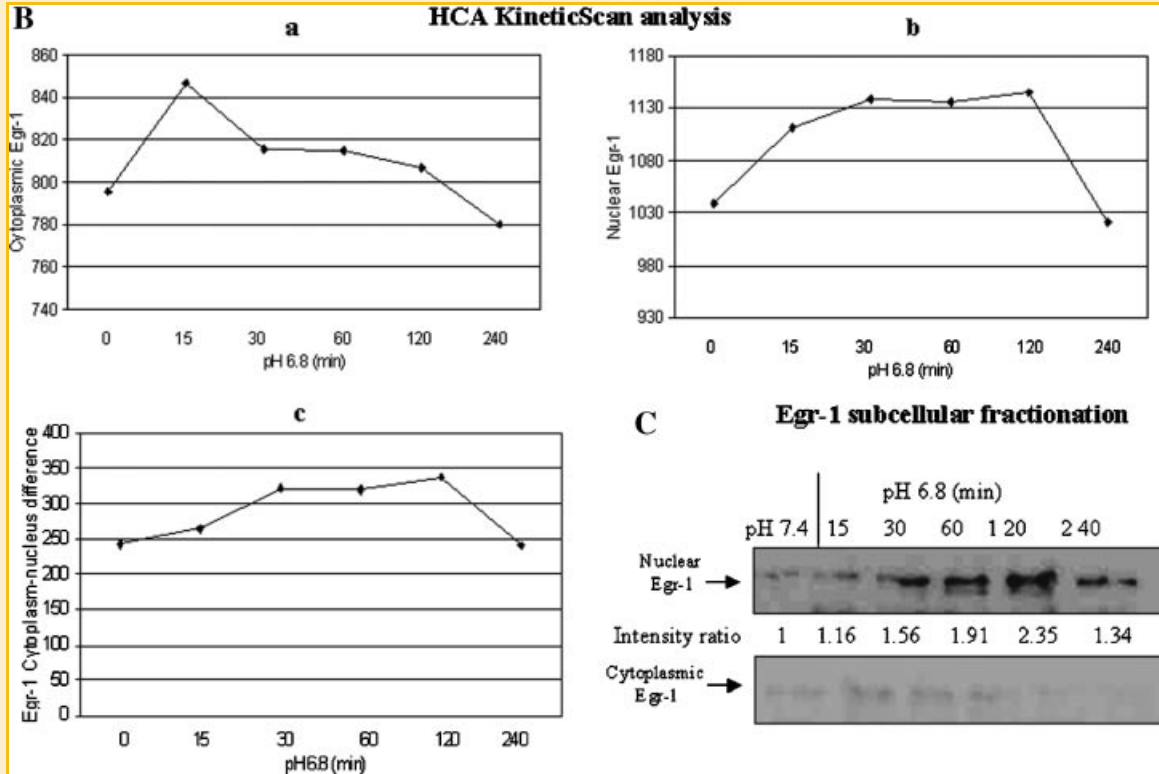 B
HCA KineticScan analysis
a
Cytoplasmic Egr-1
860
840
820
800
780
760
740
0 15 30 60 120 240
pH 6.8 (min)
b
Nuclear Egr-1
1180
1130
1080
1030
980
930
0 15 30 60 120 240
pH 6.8 (min)
c
Egr-1 Cytoplasm-nucleus difference
400
350
300
250
200
150
100
50
0
0 15 30 60 120 240
pH6.8 (min)
C
Egr-1 subcellular fractionation
pH 6.8 (min)
pH 7.4 15 30 60 1 20 2 40
Nuclear
Egr-1
Intensity ratio 1 1.16 1.56 1.91 2.35 1.34
Cytoplasmic
Egr-1